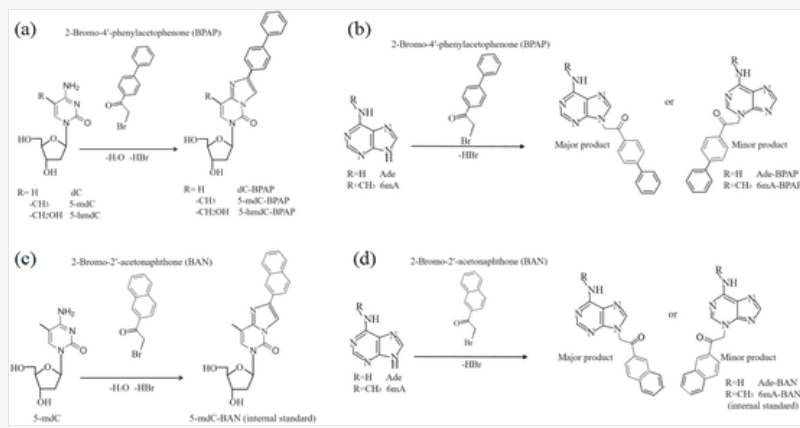 (a)
2-Bromo-4'-phenylacetophenone (BPAP)
R
NH₂
N
N
O
HO
O
OH
O
Br
-H₂O -HBr
R
N
N
N
O
HO
O
OH
R= H dC
-CH₃ 5-mdC
-CH₂OH 5-hmdC
R= H dC-BPAP
-CH₃ 5-mdC-BPAP
-CH₂OH 5-hmdC-BPAP
(b)
2-Bromo-4'-phenylacetophenone (BPAP)
R
NH
N
N
N
N
H
O
Br
-HBr
R=H Ade
R=CH₃ 6mA
R
NH
N
N
N
N
O
Major product
or
R
NH
N
N
N
N
O
Minor product
R=H Ade-BPAP
R=CH₃ 6mA-BPAP
(c)
2-Bromo-2'-acetonaphthone (BAN)
NH₂
N
N
O
HO
O
OH
5-mdC
O
Br
-H₂O -HBr
N
N
N
O
HO
O
OH
5-mdC-BAN (internal standard)
(d)
2-Bromo-2'-acetonaphthone (BAN)
R
NH
N
N
N
N
H
R=H Ade
R=CH₃ 6mA
O
Br
-HBr
R
NH
N
N
N
N
O
Major product
or
R
NH
N
N
N
N
O
Minor product
R=H Ade-BAN
R=CH₃ 6mA-BAN
(internal standard)